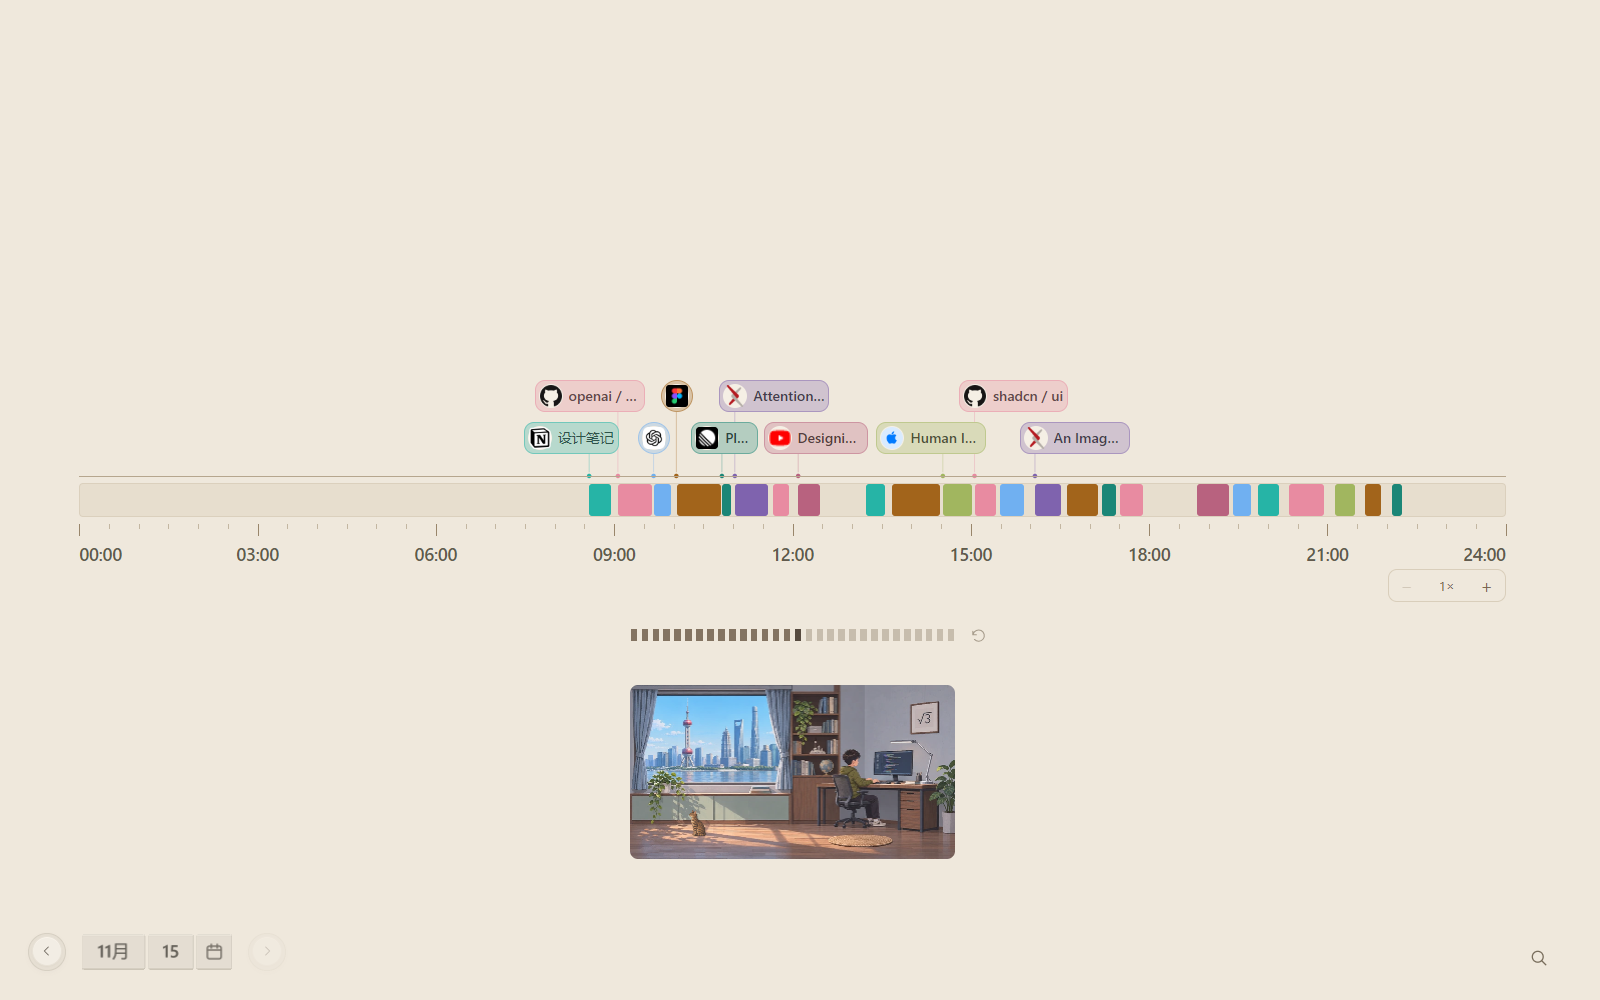 openai / ...
Attention...
shadcn / ui
设计笔记
Pl...
Designi...
Human I...
An Imag...
00:00
03:00
06:00
09:00
12:00
15:00
18:00
21:00
24:00
− 1× +
√3
11月 15